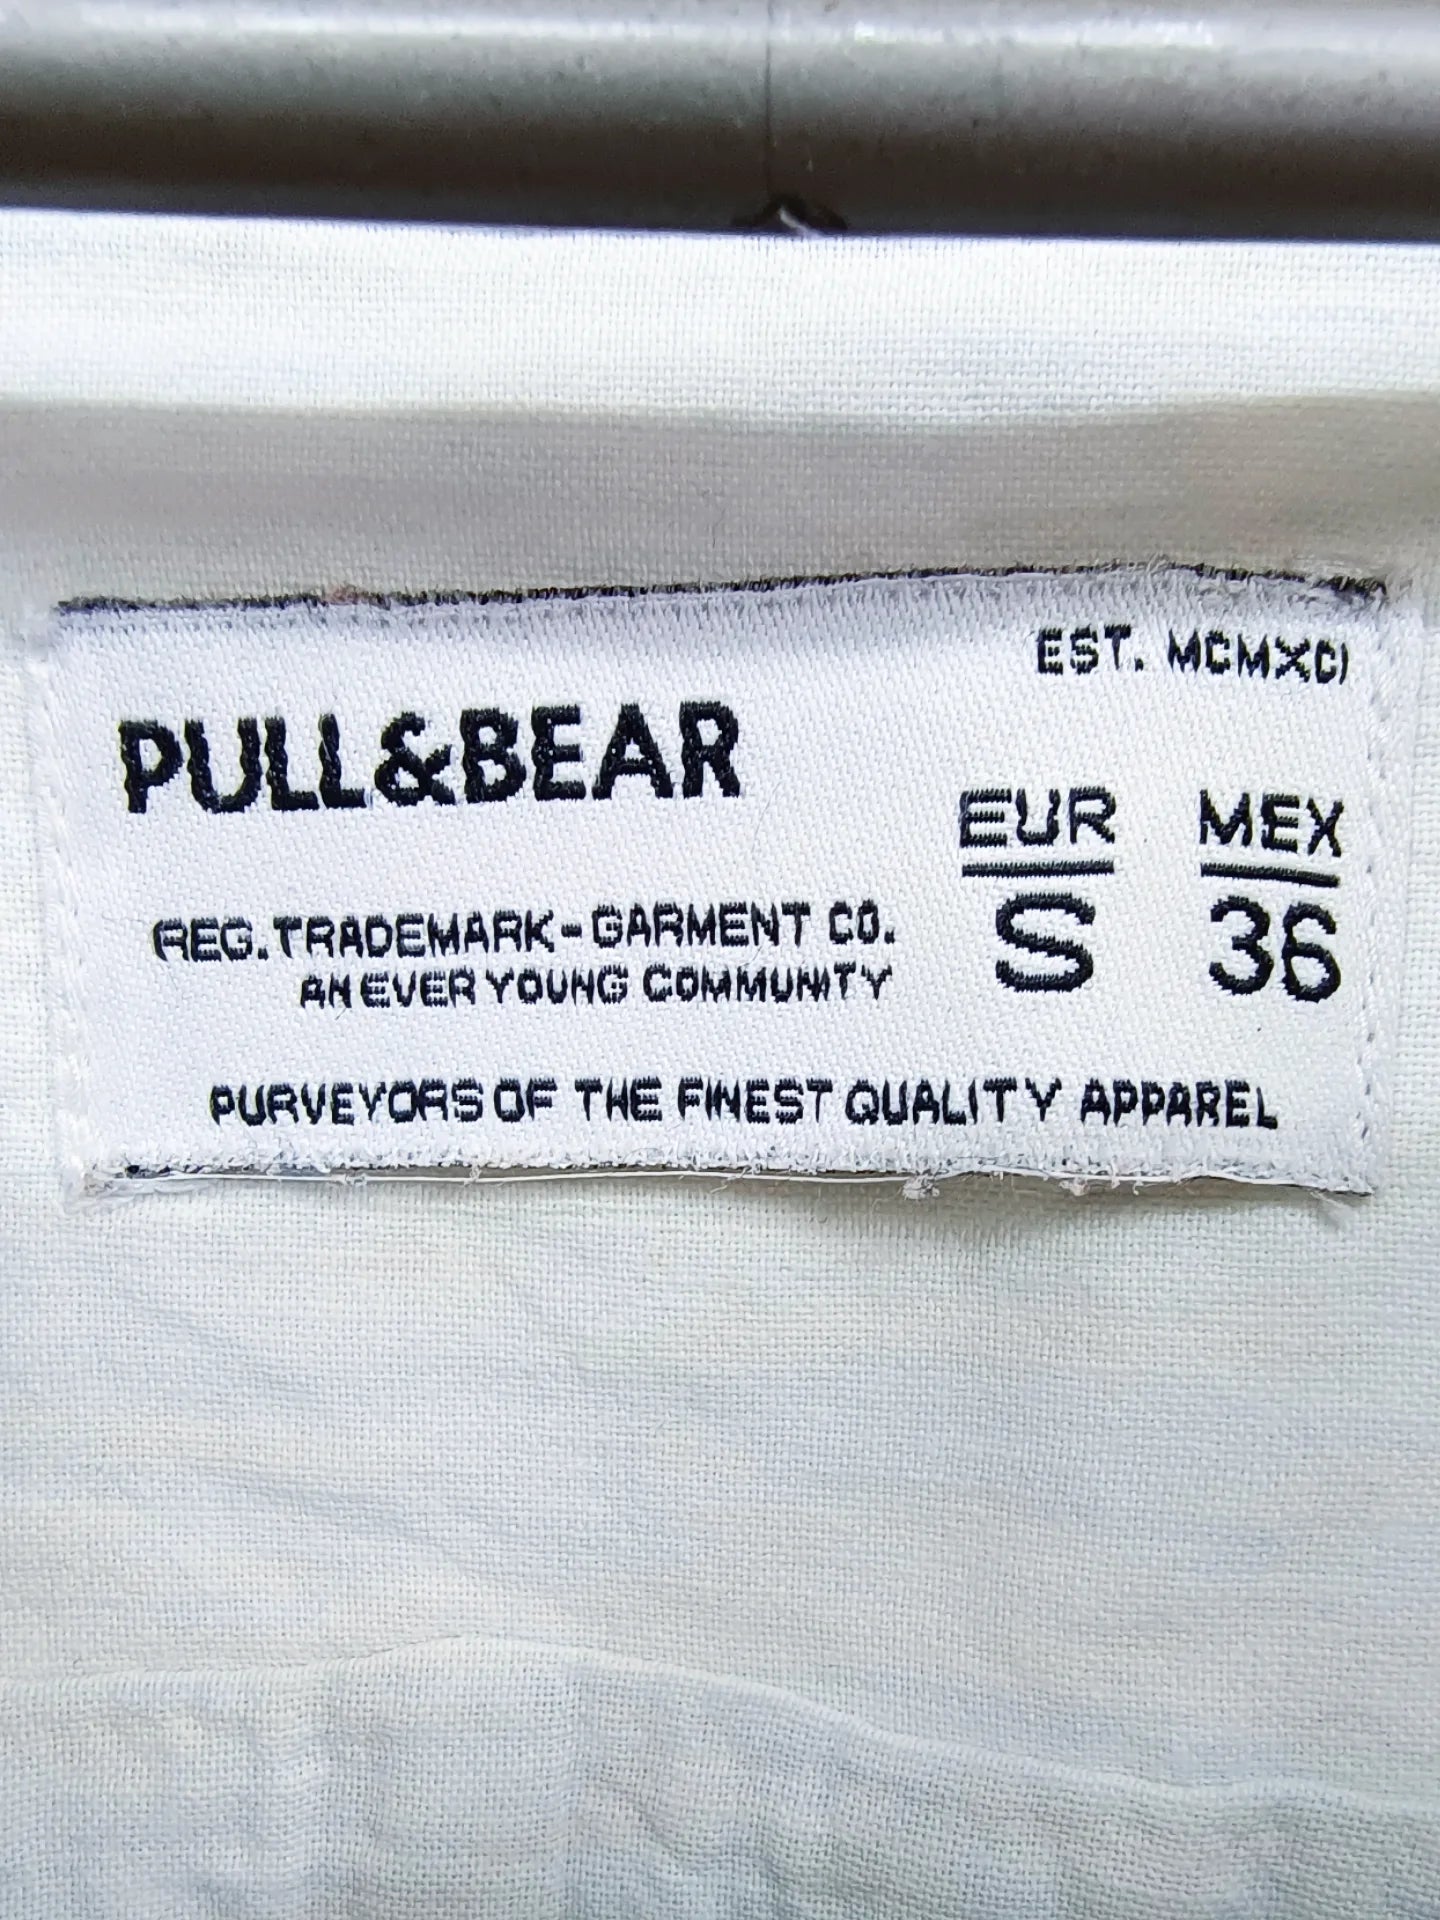 EST. MCMXCI
PULL&BEAR
EUR MEX
S 36
REG. TRADEMARK-GARMENT CO.
AN EVER YOUNG COMMUNITY
PURVEYORS OF THE FINEST QUALITY APPAREL